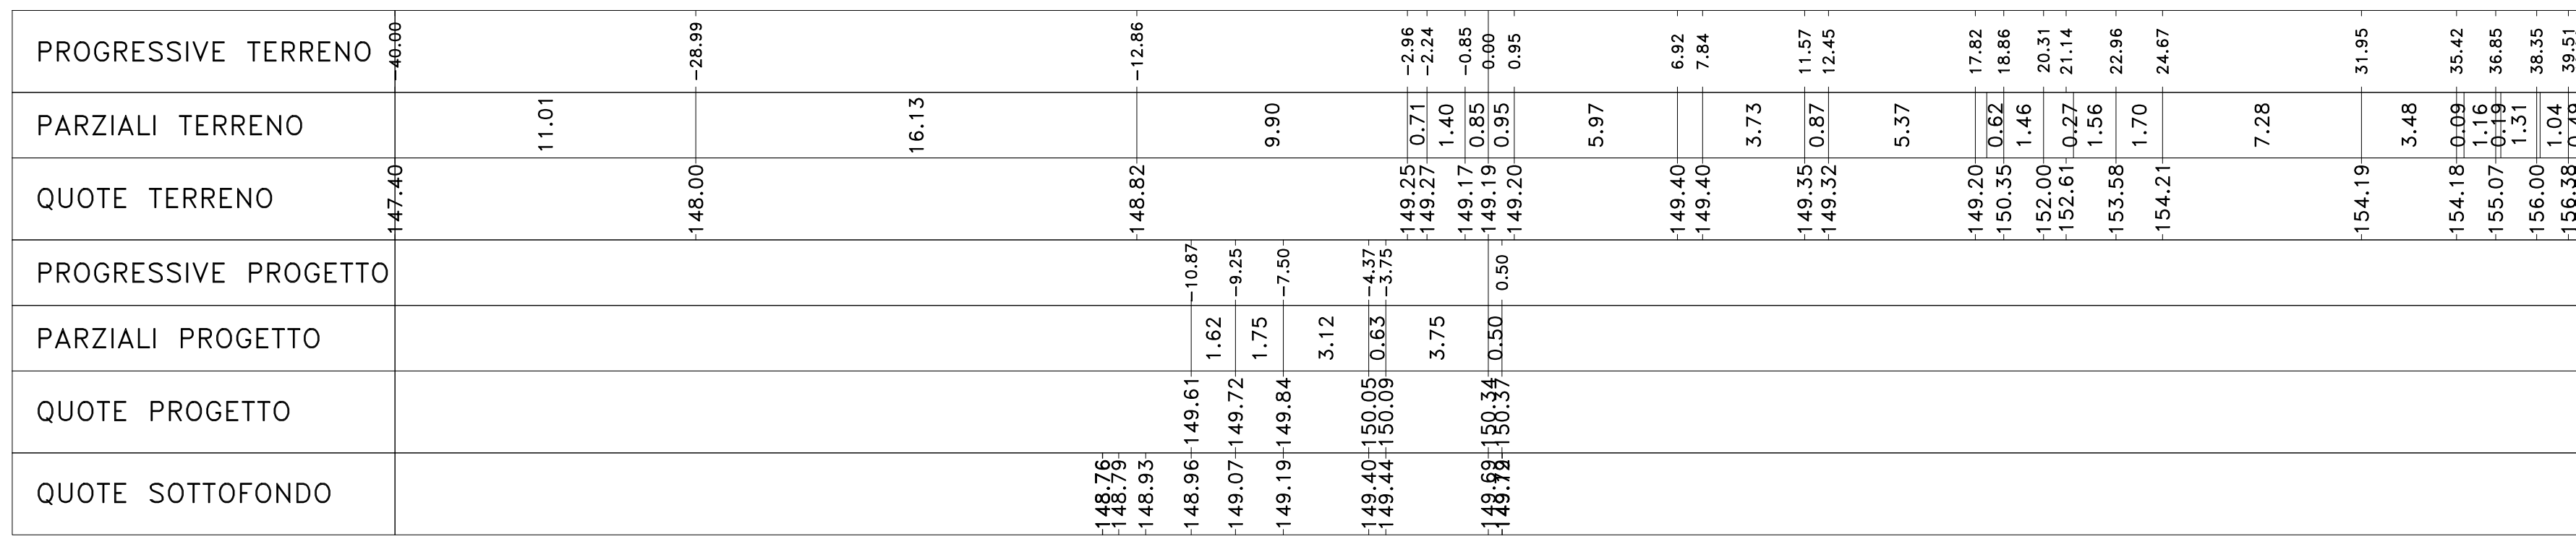 PROGRESSIVE TERRENO -40.00 -28.99 -12.86 -2.96 -2.24 -0.85 0.00 0.95 6.92 7.84 11.57 12.45 17.82 18.86 20.31 21.14 22.96 24.67 31.95 35.42 36.85 38.35 39.51
PARZIALI TERRENO 11.01 16.13 9.90 0.71 1.40 0.85 0.95 5.97 3.73 0.87 5.37 0.62 1.46 0.27 1.56 1.70 7.28 3.48 0.09 1.16 0.19 1.31 1.04
QUOTE TERRENO 147.40 148.00 148.82 149.25 149.27 149.17 149.19 149.20 149.40 149.40 149.35 149.32 149.20 150.35 152.00 152.61 153.58 154.21 154.19 154.18 155.07 156.00 156.38
PROGRESSIVE PROGETTO -10.87 -9.25 -7.50 -4.37 -3.75 0.50
PARZIALI PROGETTO 1.62 1.75 3.12 0.63 3.75 0.50
QUOTE PROGETTO 149.61 149.72 149.84 150.05 150.09 150.34 150.37
QUOTE SOTTOFONDO 148.76 148.79 148.93 148.96 149.07 149.19 149.40 149.44 149.69 149.72